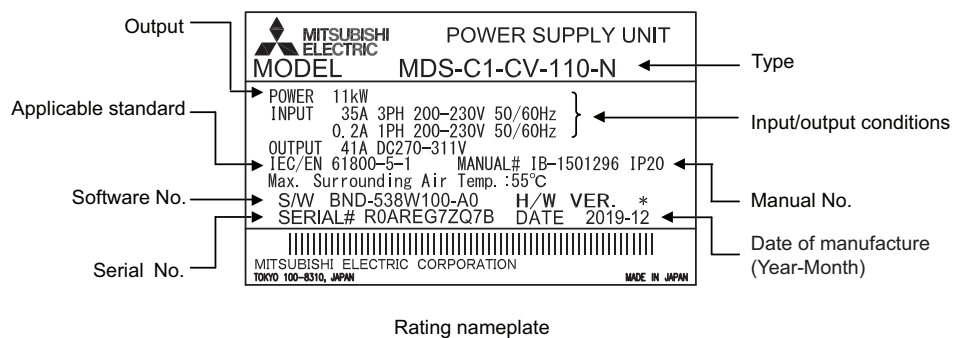 Output
Applicable standard
Software No.
Serial No.
MITSUBISHI
ELECTRIC
POWER SUPPLY UNIT
MODEL MDS-C1-CV-110-N
POWER 11kW
INPUT 35A 3PH 200-230V 50/60Hz
0.2A 1PH 200-230V 50/60Hz
OUTPUT 41A DC270-311V
IEC/EN 61800-5-1 MANUAL# IB-1501296 IP20
Max. Surrounding Air Temp.:55℃
S/W BND-538W100-A0 H/W VER. *
SERIAL# R0AREG7ZQ7B DATE 2019-12
MITSUBISHI ELECTRIC CORPORATION
TOKYO 100-8310, JAPAN MADE IN JAPAN
Type
Input/output conditions
Manual No.
Date of manufacture
(Year-Month)
Rating nameplate